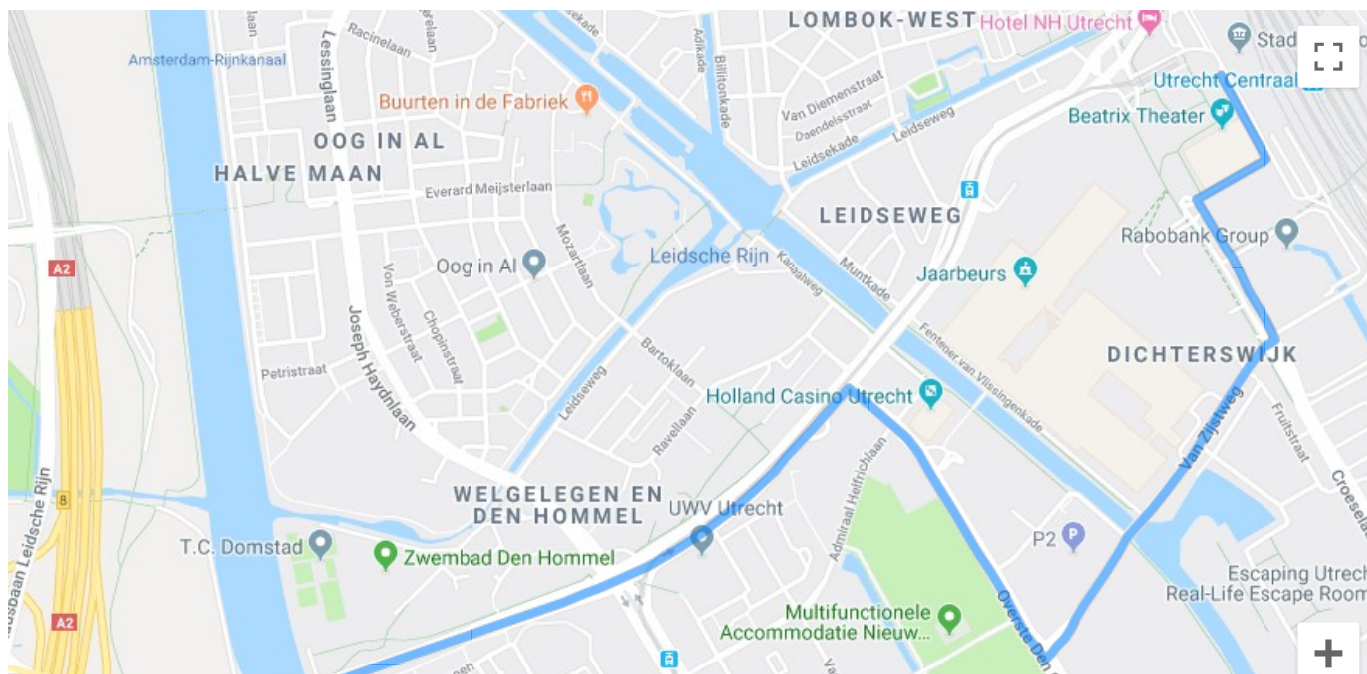 LOMBOK-WEST
Hotel NH Utrecht
Racinelaan
Lessinglaan
Adikade
Billitonkade
Amsterdam-Rijnkanaal
Utrecht Centraal
Buurten in de Fabriek
Van Diemenstraat
Daendelsstraat
Leidsekade
Leidseweg
Beatrix Theater
OOG IN AL
HALVE MAAN
Everard Meijsterlaan
LEIDSEWEG
Mozartlaan
Rabobank Group
Leidsche Rijn
Kanaalweg
Muntkade
A2
Oog in Al
Jaarbeurs
Von Weberstraat
Chopinstraat
Joseph Haydnlaan
Fentener van Vlissingenkade
Bartoklaan
DICHTERSWIJK
Petristraat
Leidseweg
Holland Casino Utrecht
Ravellaan
Van Zijstweg
Fruitstraat
Admiraal Helfrichlaan
8
WELGELEGEN EN
DEN HOMMEL
UWV Utrecht
T.C. Domstad
Zwembad Den Hommel
P2
P
Leidsche Rijn
Escaping Utrec
Real-Life Escape Room
A2
Multifunctionele
Accommodatie Nieuw...
Overste Den